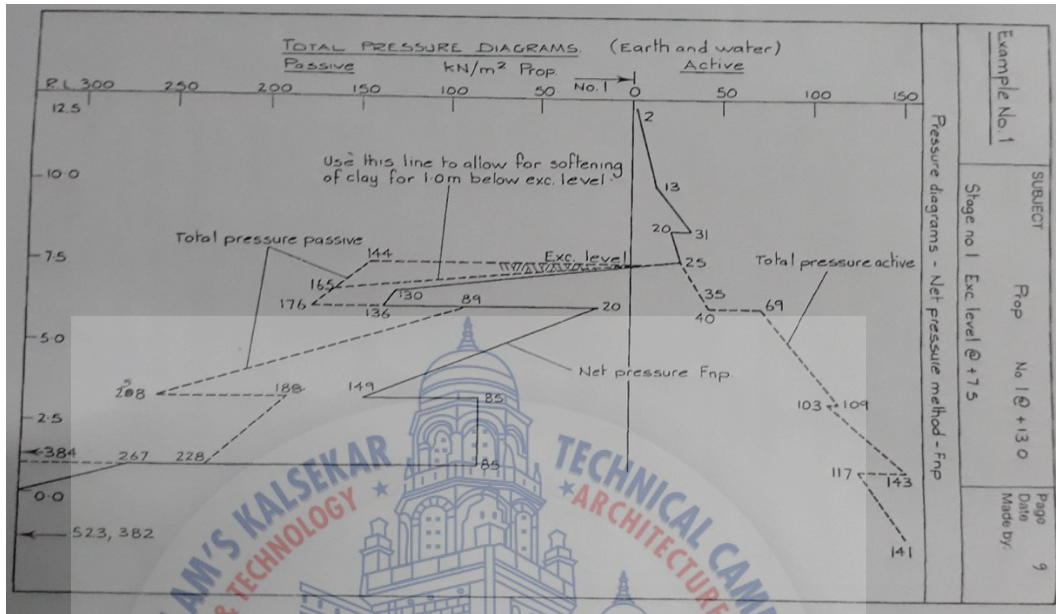 TOTAL PRESSURE DIAGRAMS. (Earth and water)
Passive kN/m² Prop. Active
No. 1
R.L. 300 250 200 150 100 50 0 50 100 150
12.5
2
Use this line to allow for softening
of clay for 1.0m below exc. level.
10.0
13
20 31
Total pressure passive
144
Exc. level
7.5
25
Total pressure active
165
130
176
136
89
20
35
40
69
5.0
Net pressure Fnp.
208
188
149
85
103 109
2.5
384
267
228
85
117
143
0.0
523, 382
141
Example No. 1
SUBJECT
Prop No 1 @ +13.0
Stage no 1 Exc. level @ +7.5
Pressure diagrams - Net pressure method - Fnp
Page 9
Date
Made by:
AM'S KALSEKAR TECHNICAL CAMP
& TECHNOLOGY
ARCHITECTURE